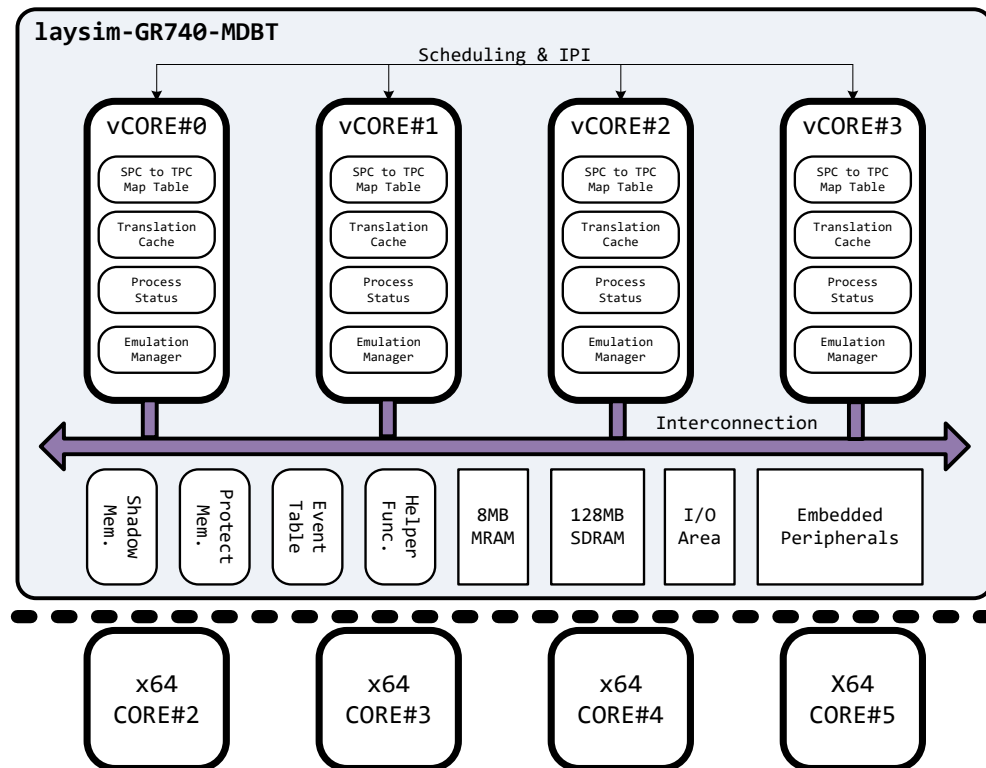 laysim-GR740-MDBT
Scheduling & IPI
vCORE#0
SPC to TPC
Map Table
Translation
Cache
Process
Status
Emulation
Manager
vCORE#1
SPC to TPC
Map Table
Translation
Cache
Process
Status
Emulation
Manager
vCORE#2
SPC to TPC
Map Table
Translation
Cache
Process
Status
Emulation
Manager
vCORE#3
SPC to TPC
Map Table
Translation
Cache
Process
Status
Emulation
Manager
Interconnection
Shadow
Mem.
Protect
Mem.
Event
Table
Helper
Func.
8MB
MRAM
128MB
SDRAM
I/O
Area
Embedded
Peripherals
x64
CORE#2
x64
CORE#3
x64
CORE#4
X64
CORE#5